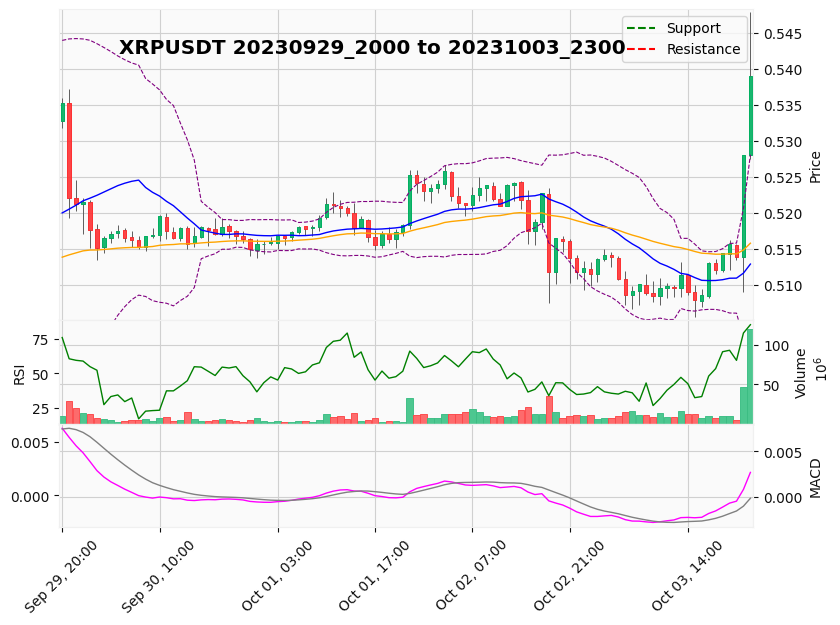 XRPUSDT 20230929_2000 to 20231003_2300
Support
Resistance
0.545
0.540
0.535
0.530
0.525
0.520
0.515
0.510
Price
75
50
25
RSI
100
50
Volume
10^6
0.005
0.000
0.005
0.000
MACD
Sep 29, 20:00
Sep 30, 10:00
Oct 01, 03:00
Oct 01, 17:00
Oct 02, 07:00
Oct 02, 21:00
Oct 03, 14:00